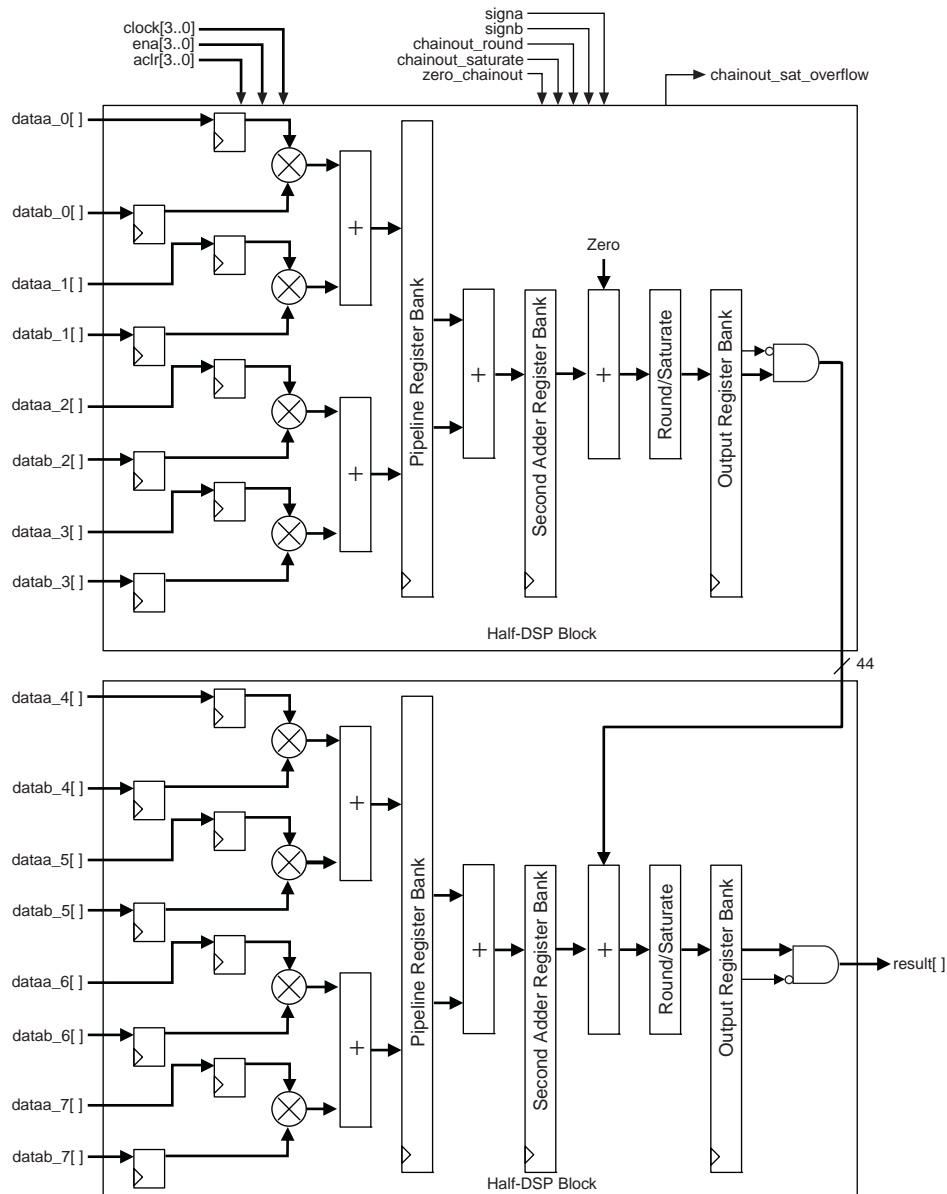 clock[3..0]
ena[3..0]
aclr[3..0]
signa
signb
chainout_round
chainout_saturate
zero_chainout
chainout_sat_overflow
dataa_0[ ]
datab_0[ ]
dataa_1[ ]
datab_1[ ]
dataa_2[ ]
datab_2[ ]
dataa_3[ ]
datab_3[ ]
+
+
Pipeline Register Bank
+
Second Adder Register Bank
Zero
+
Round/Saturate
Output Register Bank
Half-DSP Block
44
dataa_4[ ]
datab_4[ ]
dataa_5[ ]
datab_5[ ]
dataa_6[ ]
datab_6[ ]
dataa_7[ ]
datab_7[ ]
+
+
Pipeline Register Bank
+
Second Adder Register Bank
+
Round/Saturate
Output Register Bank
result[ ]
Half-DSP Block